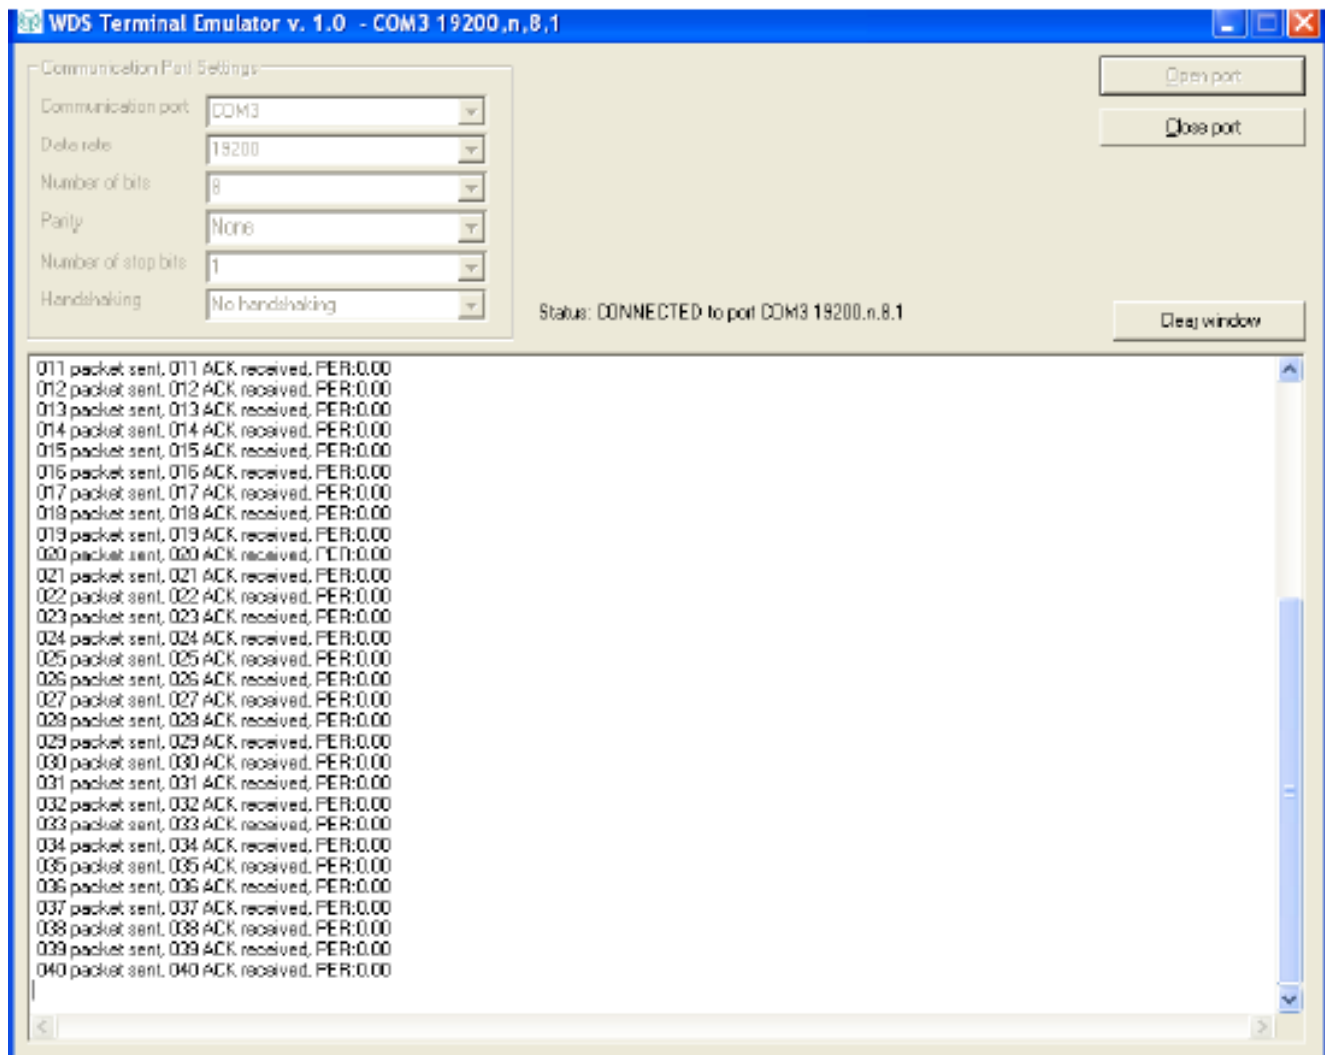 WDS Terminal Emulator v. 1.0 - COM3 19200,n,8,1
Communication Port Settings
Open port
Communication port COM3
Close port
Data rate 19200
Number of bits 8
Parity None
Number of stop bits 1
Handshaking No handshaking
Status: CONNECTED to port COM3 19200,n,8,1
Clear window
011 packet sent, 011 ACK received, PER:0.00
012 packet sent, 012 ACK received, PER:0.00
013 packet sent, 013 ACK received, PER:0.00
014 packet sent, 014 ACK received, PER:0.00
015 packet sent, 015 ACK received, PER:0.00
016 packet sent, 016 ACK received, PER:0.00
017 packet sent, 017 ACK received, PER:0.00
018 packet sent, 018 ACK received, PER:0.00
019 packet sent, 019 ACK received, PER:0.00
020 packet sent, 020 ACK received, PER:0.00
021 packet sent, 021 ACK received, PER:0.00
022 packet sent, 022 ACK received, PER:0.00
023 packet sent, 023 ACK received, PER:0.00
024 packet sent, 024 ACK received, PER:0.00
025 packet sent, 025 ACK received, PER:0.00
026 packet sent, 026 ACK received, PER:0.00
027 packet sent, 027 ACK received, PER:0.00
028 packet sent, 028 ACK received, PER:0.00
029 packet sent, 029 ACK received, PER:0.00
030 packet sent, 030 ACK received, PER:0.00
031 packet sent, 031 ACK received, PER:0.00
032 packet sent, 032 ACK received, PER:0.00
033 packet sent, 033 ACK received, PER:0.00
034 packet sent, 034 ACK received, PER:0.00
035 packet sent, 035 ACK received, PER:0.00
036 packet sent, 036 ACK received, PER:0.00
037 packet sent, 037 ACK received, PER:0.00
038 packet sent, 038 ACK received, PER:0.00
039 packet sent, 039 ACK received, PER:0.00
040 packet sent, 040 ACK received, PER:0.00